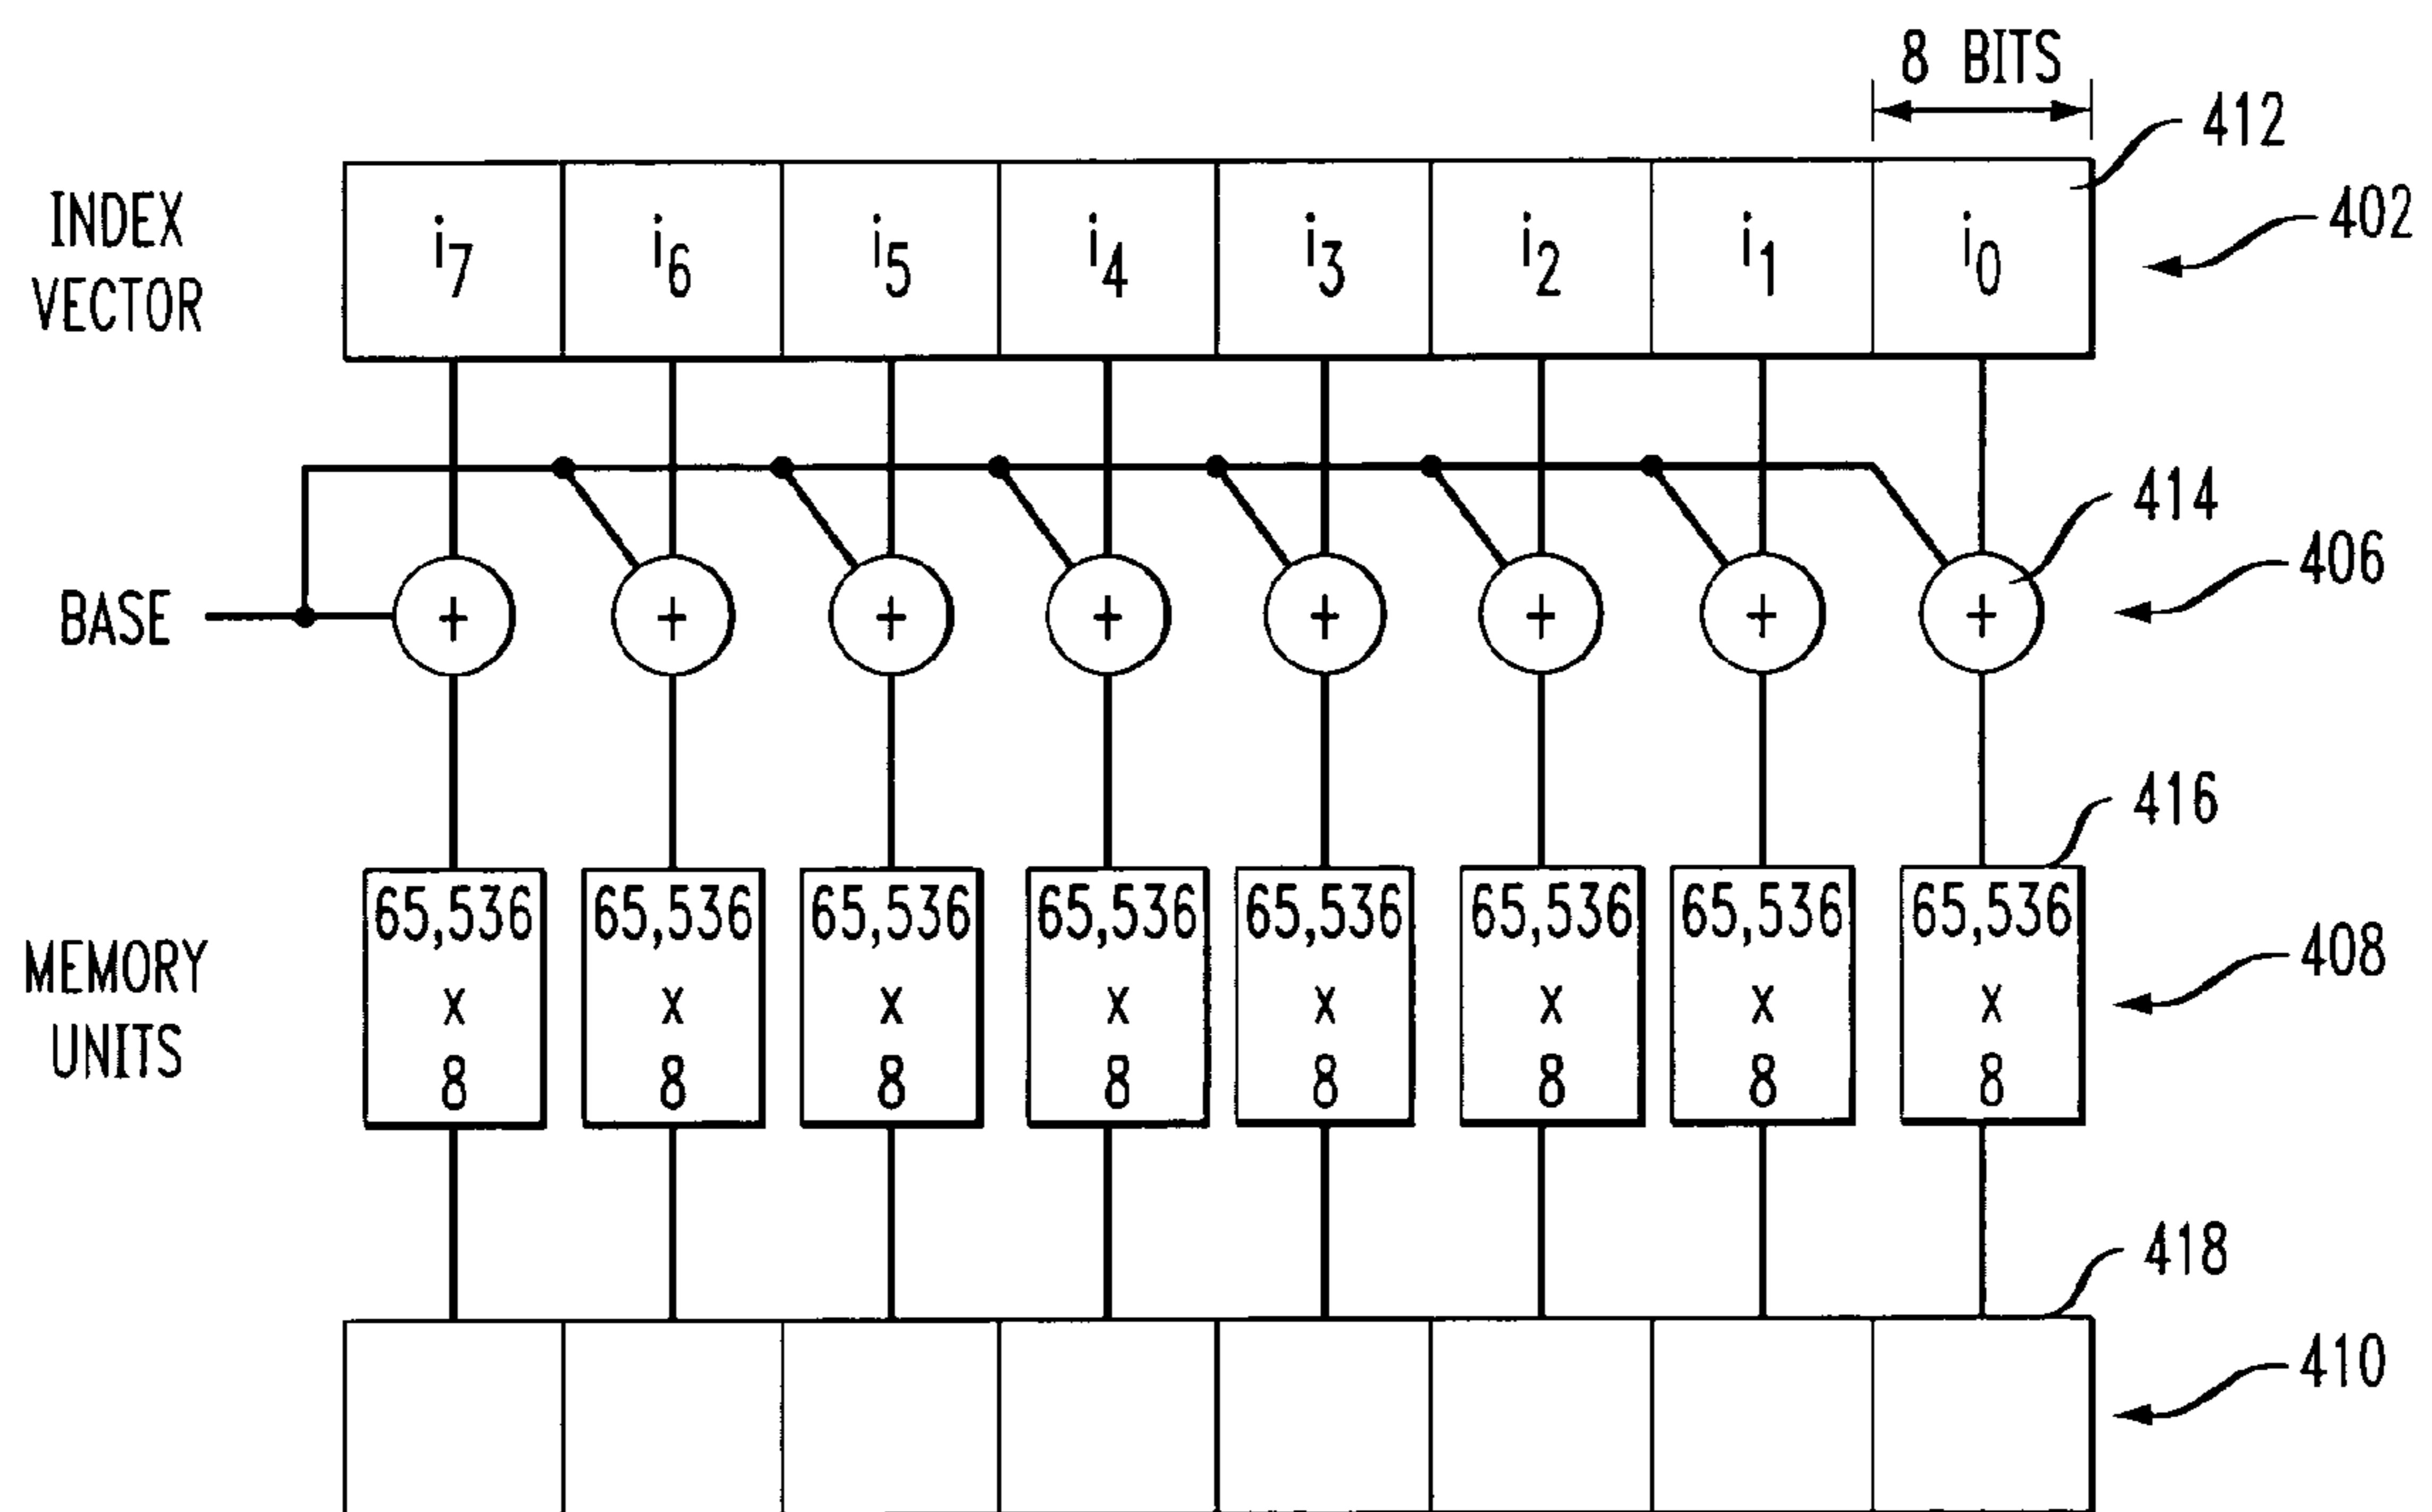 8 BITS
412
INDEX
VECTOR
i7 i6 i5 i4 i3 i2 i1 i0
402
414
406
BASE
+ + + + + + + +
416
65,536 65,536 65,536 65,536 65,536 65,536 65,536 65,536
MEMORY
UNITS
408
x x x x x x x x
8 8 8 8 8 8 8 8
418
410